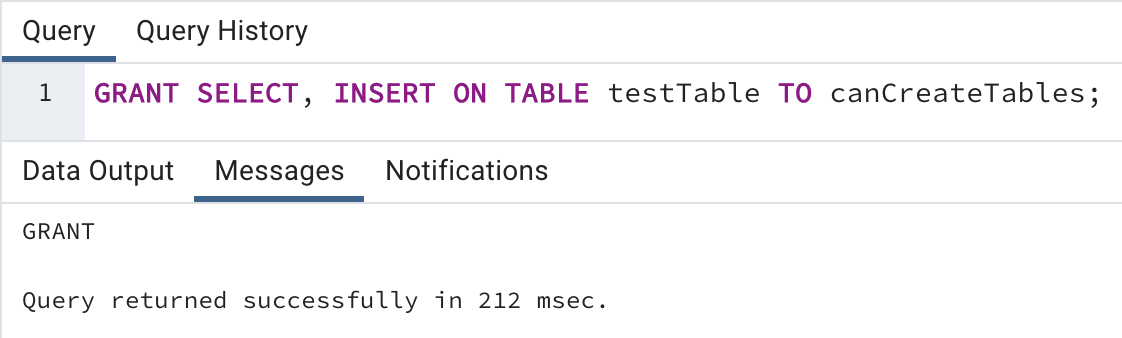 Query Query History
1 GRANT SELECT, INSERT ON TABLE testTable TO canCreateTables;
Data Output Messages Notifications
GRANT
Query returned successfully in 212 msec.